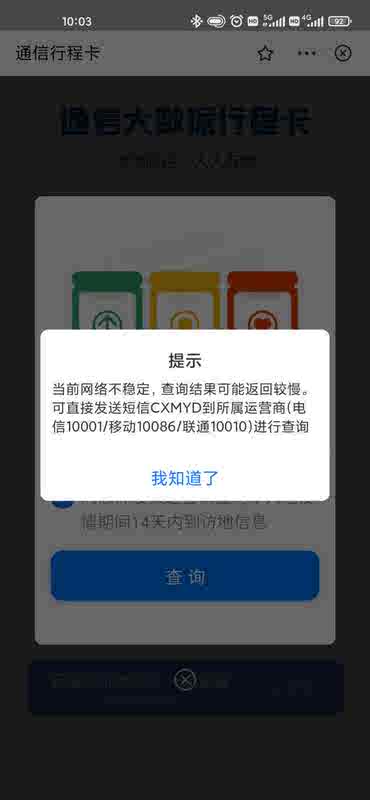 10:03
5G
4G
92
通信行程卡
通信大数据行程卡
提示
当前网络不稳定，查询结果可能返回较慢。
可直接发送短信CXMYD到所属运营商(电
信10001/移动10086/联通10010)进行查询
我知道了
情期间14天内到访地信息
查询